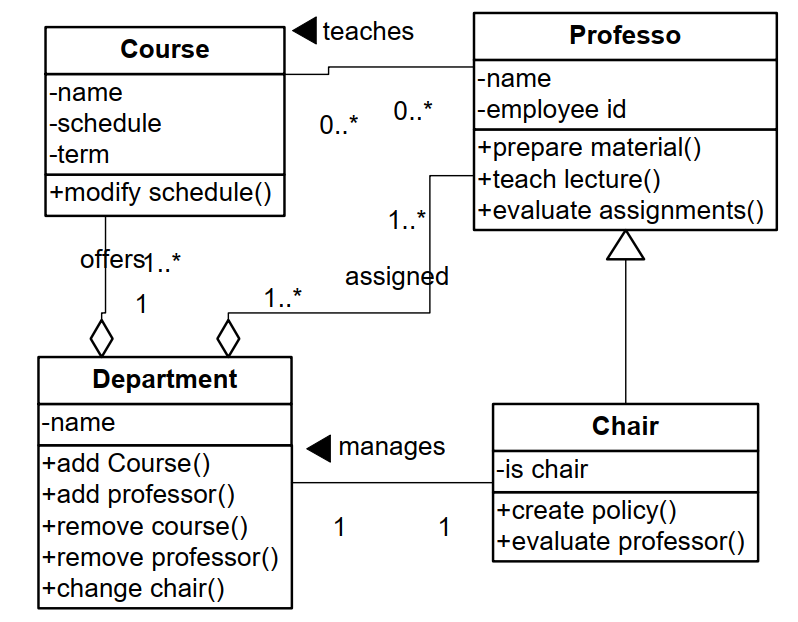 Course
-name
-schedule
-term
+modify schedule()
teaches
0..*
0..*
Professo
-name
-employee id
+prepare material()
+teach lecture()
+evaluate assignments()
offers
1..*
1
1..*
assigned
1..*
Department
-name
+add Course()
+add professor()
+remove course()
+remove professor()
+change chair()
manages
1
1
Chair
-is chair
+create policy()
+evaluate professor()